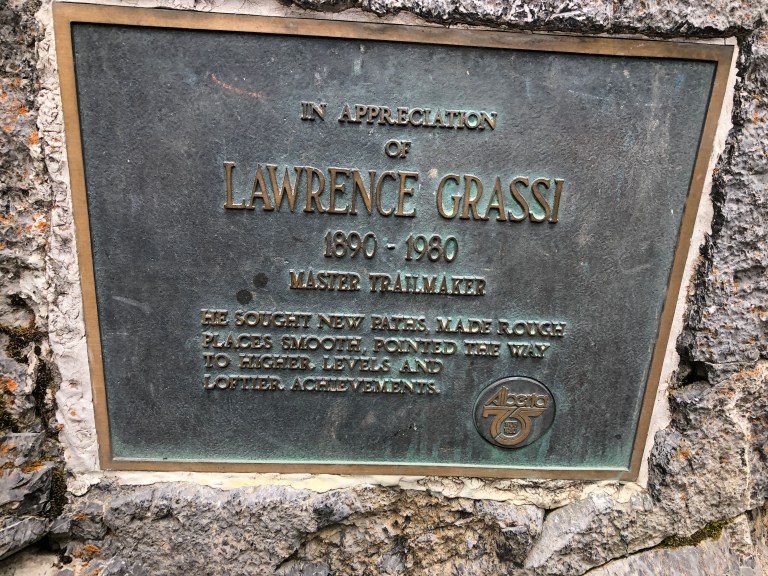 IN APPRECIATION
OF
LAWRENCE GRASSI
1890 - 1980
MASTER TRAILMAKER
HE SOUGHT NEW PATHS, MADE ROUGH
PLACES SMOOTH, POINTED THE WAY
TO HIGHER LEVELS AND
LOFTIER ACHIEVEMENTS.
Alberta
75